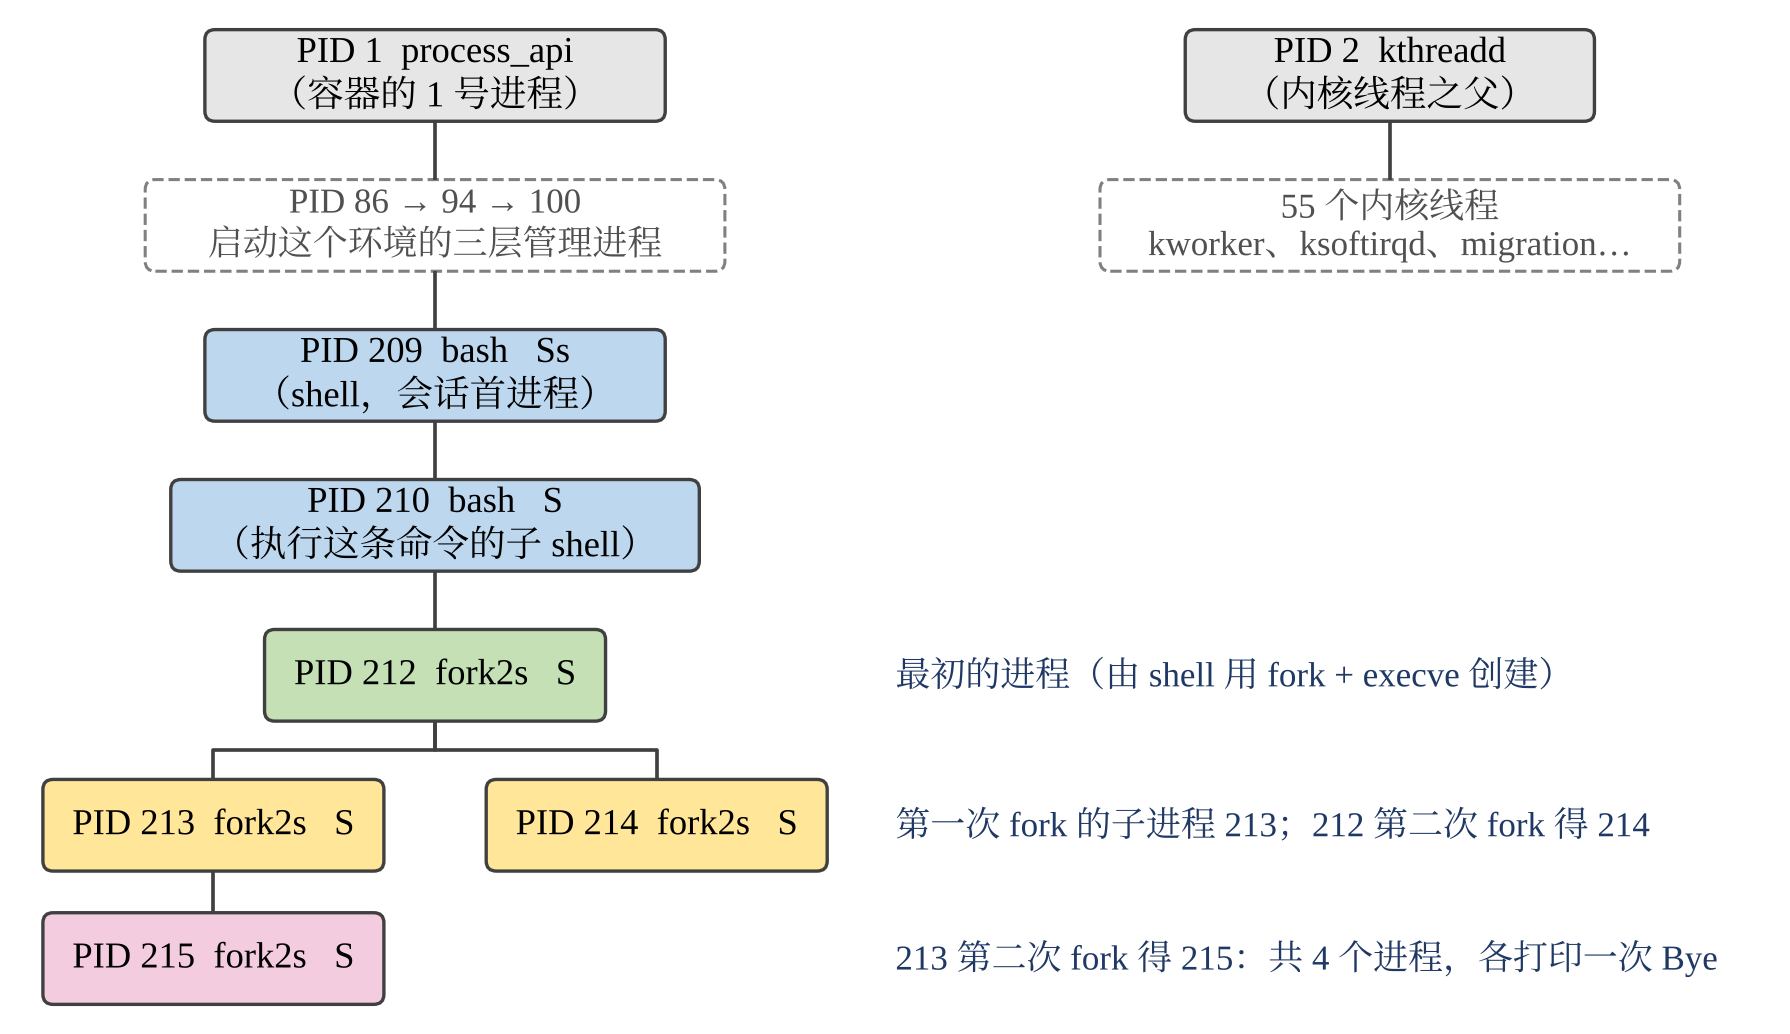 PID 1  process_api
（容器的 1 号进程）
PID 2  kthreadd
（内核线程之父）
PID 86 → 94 → 100
启动这个环境的三层管理进程
55 个内核线程
kworker、ksoftirqd、migration…
PID 209  bash   Ss
（shell，会话首进程）
PID 210  bash   S
（执行这条命令的子 shell）
PID 212  fork2s   S
最初的进程（由 shell 用 fork + execve 创建）
PID 213  fork2s   S
PID 214  fork2s   S
第一次 fork 的子进程 213；212 第二次 fork 得 214
PID 215  fork2s   S
213 第二次 fork 得 215：共 4 个进程，各打印一次 Bye